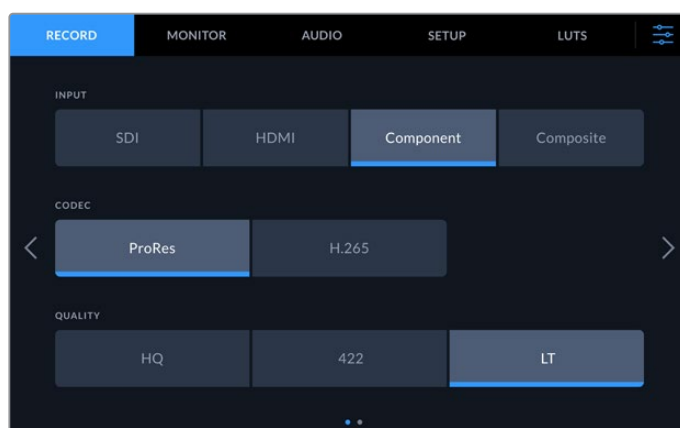 RECORD MONITOR AUDIO SETUP LUTS
INPUT
SDI HDMI Component Composite
CODEC
ProRes H.265
QUALITY
HQ 422 LT